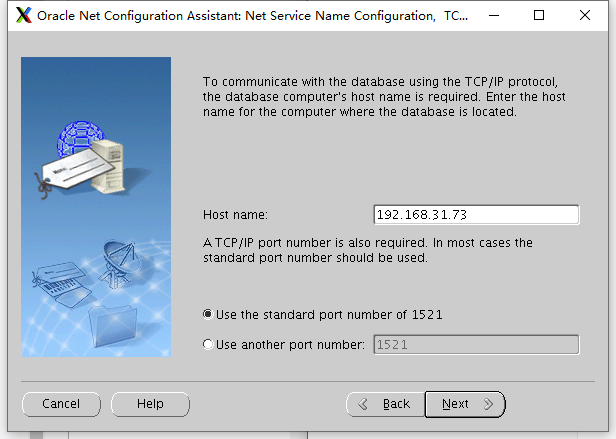 Oracle Net Configuration Assistant: Net Service Name Configuration, TC...
To communicate with the database using the TCP/IP protocol,
the database computer's host name is required. Enter the host
name for the computer where the database is located.
Host name: 192.168.31.73
A TCP/IP port number is also required. In most cases the
standard port number should be used.
Use the standard port number of 1521
Use another port number: 1521
Cancel Help Back Next